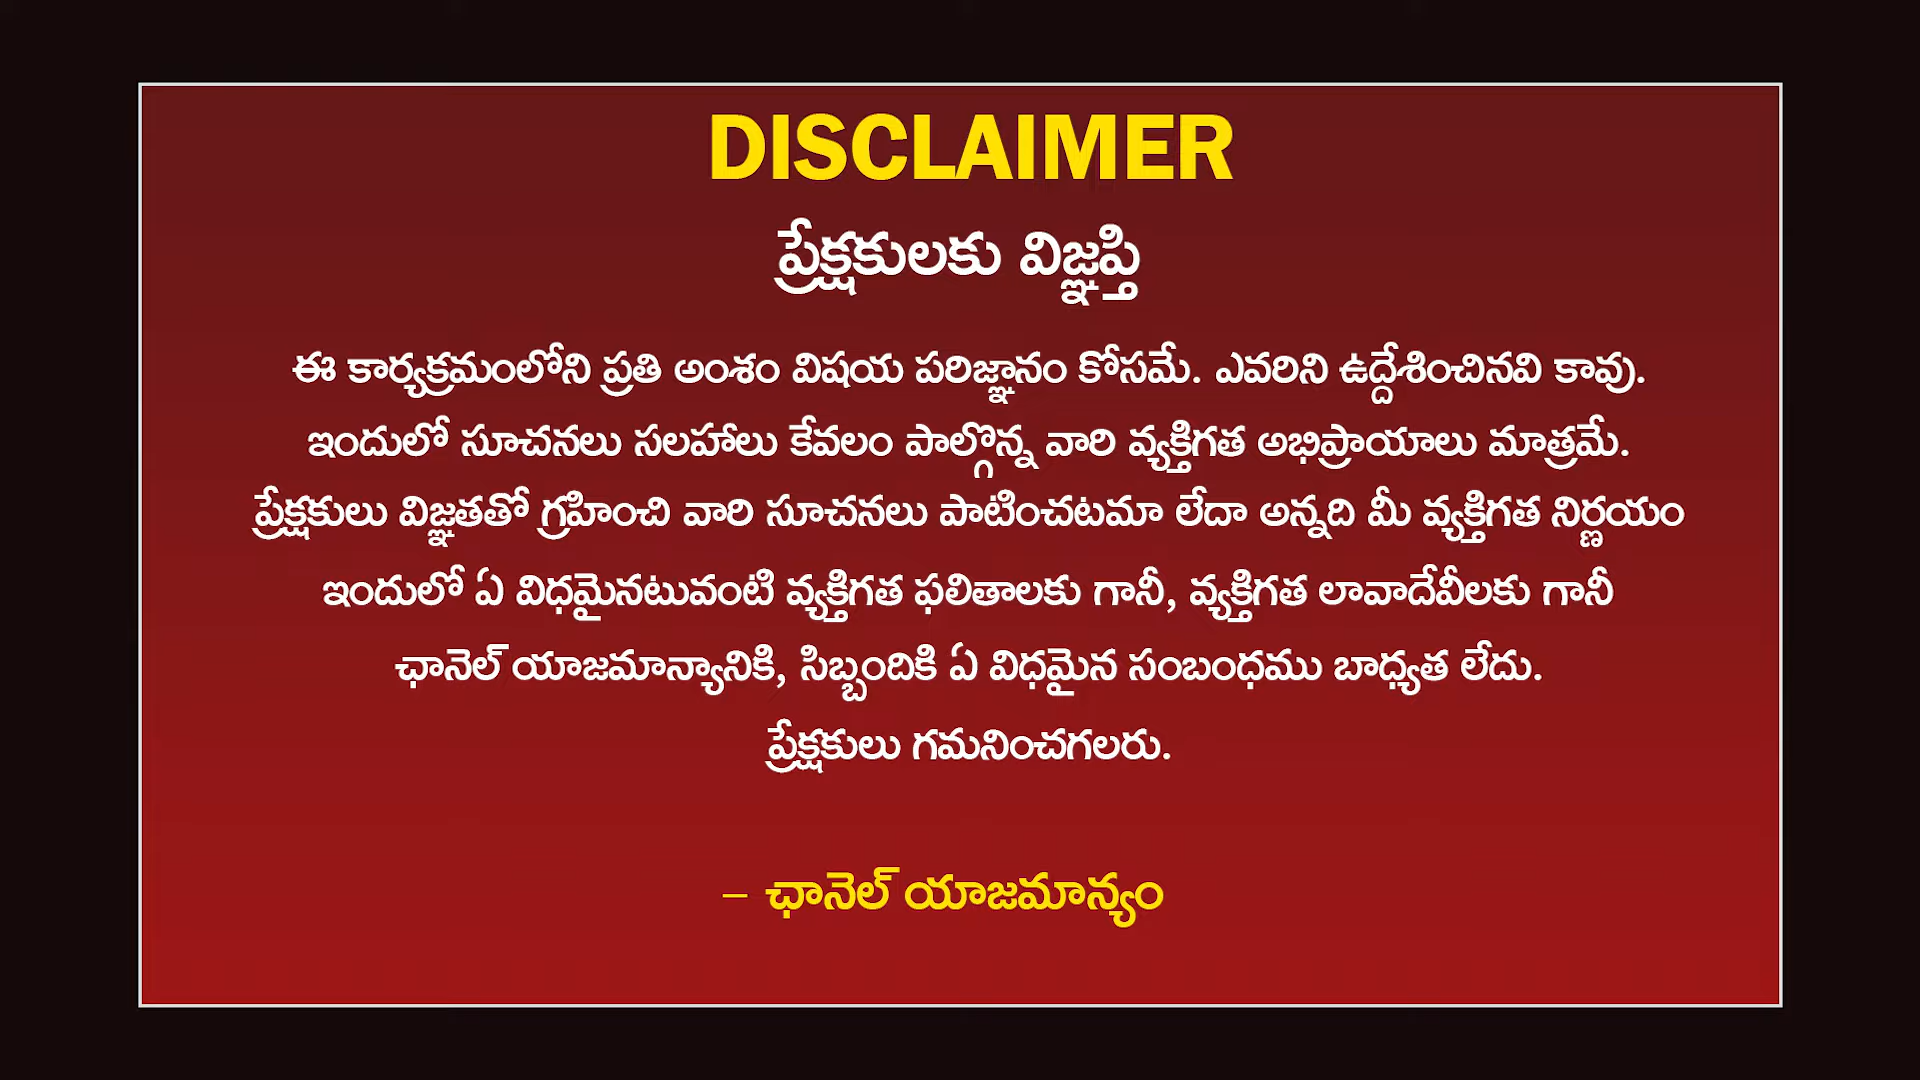 DISCLAIMER
ప్రేక్షకులకు విజ్ఞప్తి
ఈ కార్యక్రమంలోని ప్రతి అంశం విషయ పరిజ్ఞానం కోసమే. ఎవరిని ఉద్దేశించినవి కావు.
ఇందులో సూచనలు సలహాలు కేవలం పాల్గొన్న వారి వ్యక్తిగత అభిప్రాయాలు మాత్రమే.
ప్రేక్షకులు విజ్ఞతతో గ్రహించి వారి సూచనలు పాటించటమా లేదా అన్నది మీ వ్యక్తిగత నిర్ణయం
ఇందులో ఏ విధమైనటువంటి వ్యక్తిగత ఫలితాలకు గానీ, వ్యక్తిగత లావాదేవీలకు గానీ
ఛానెల్ యాజమాన్యానికి, సిబ్బందికి ఏ విధమైన సంబంధము బాధ్యత లేదు.
ప్రేక్షకులు గమనించగలరు.
– ఛానెల్ యాజమాన్యం